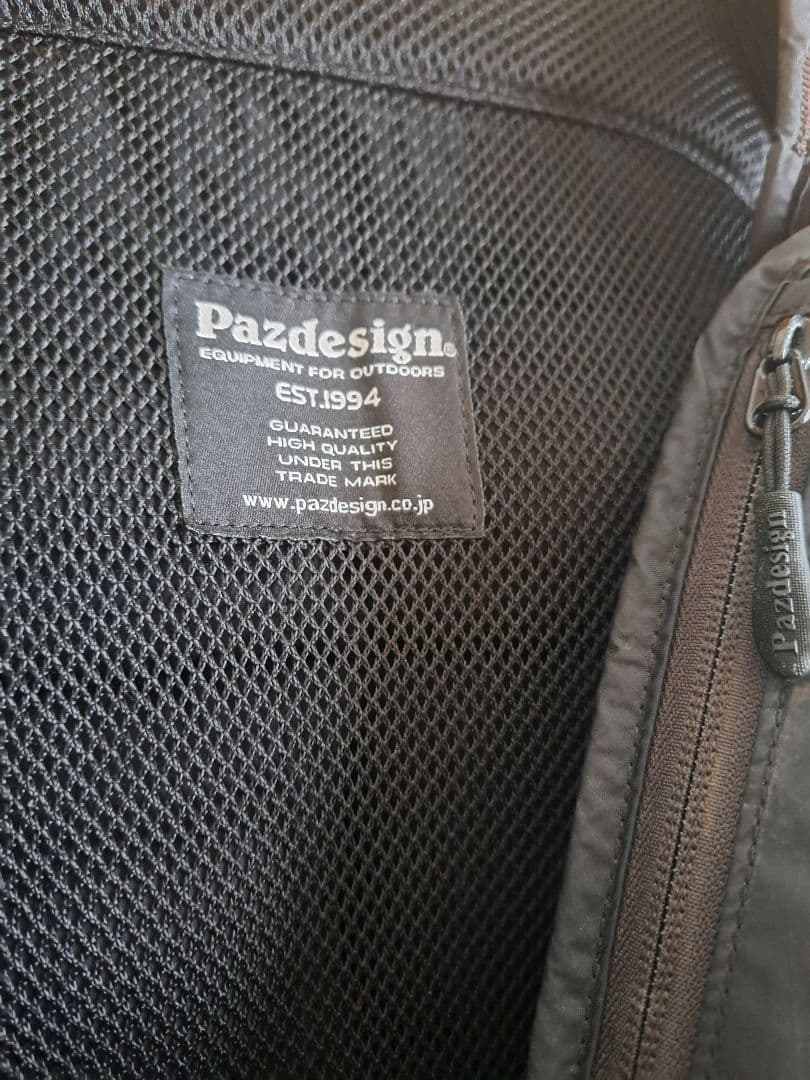 Pazdesign®
EQUIPMENT FOR OUTDOORS
EST.1994
GUARANTEED
HIGH QUALITY
UNDER THIS
TRADE MARK
www.pazdesign.co.jp
Pazdesign